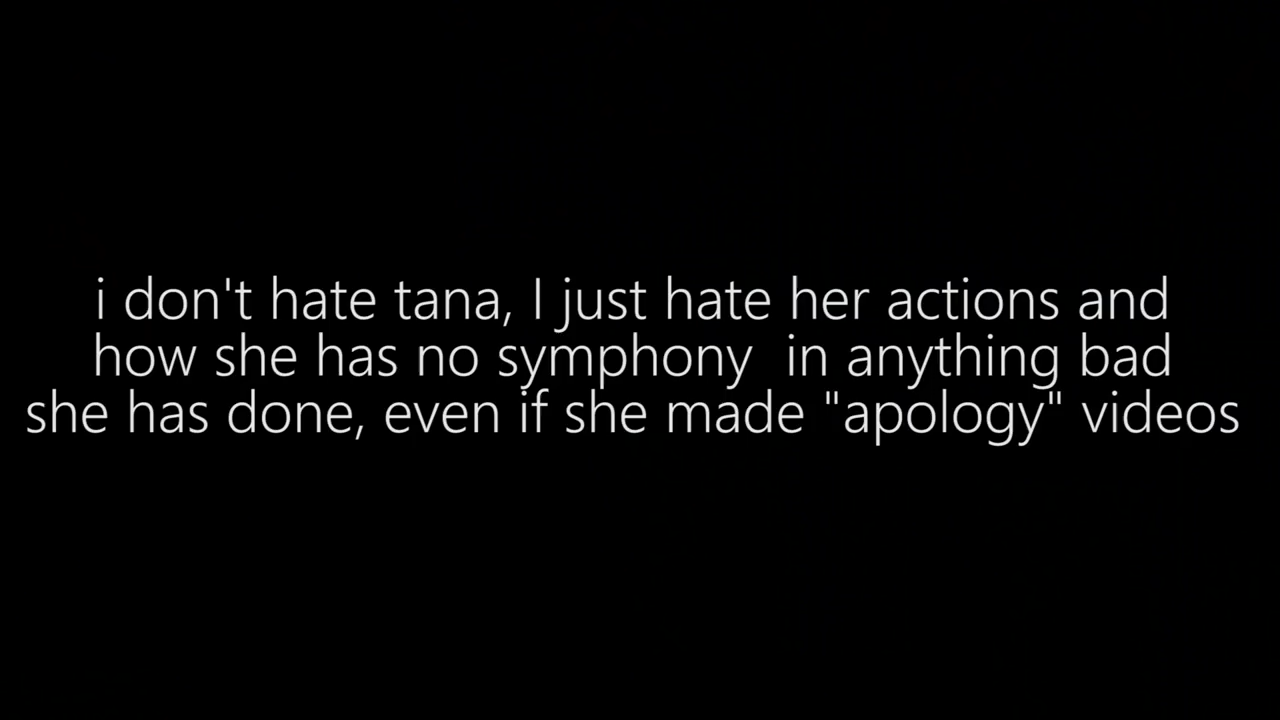 i don't hate tana, I just hate her actions and
how she has no symphony  in anything bad
she has done, even if she made "apology" videos